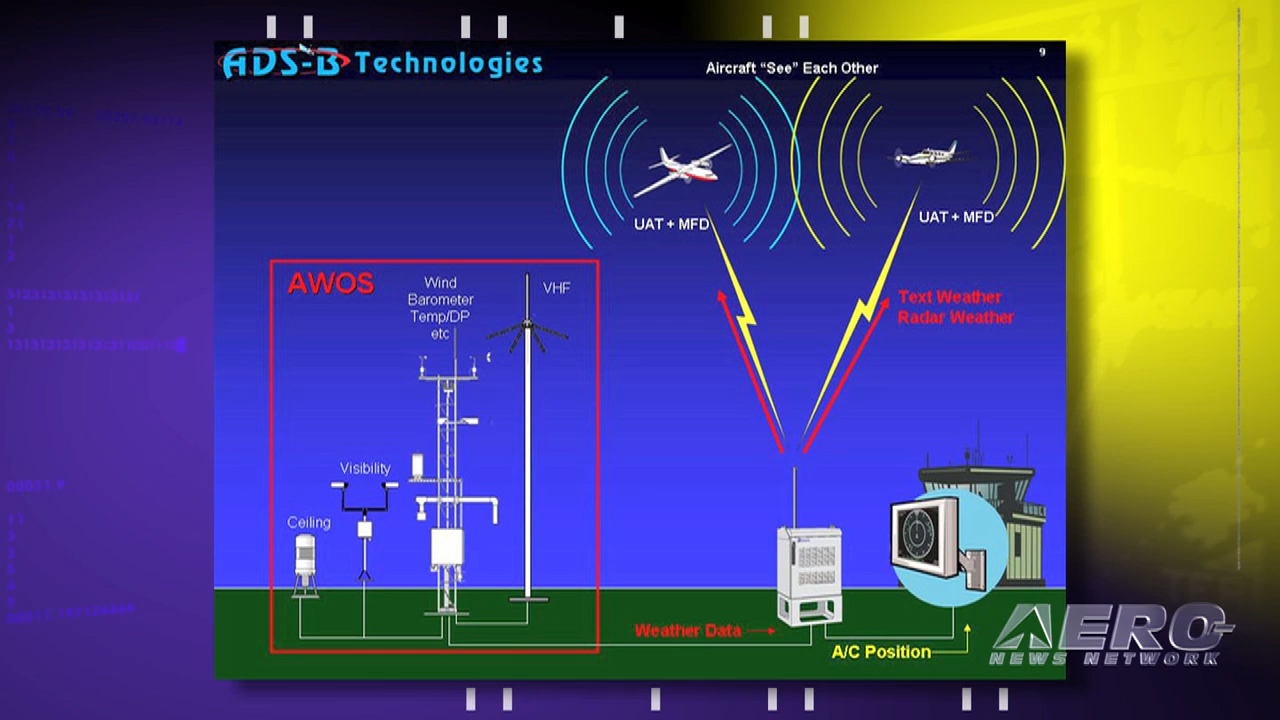 ADS-B Technologies
Aircraft “See” Each Other
9
UAT + MFD
UAT + MFD
AWOS
Wind
Barometer
Temp/DP
etc
VHF
Text Weather
Radar Weather
Visibility
Ceiling
Weather Data
A/C Position
AERO
NEWS NETWORK